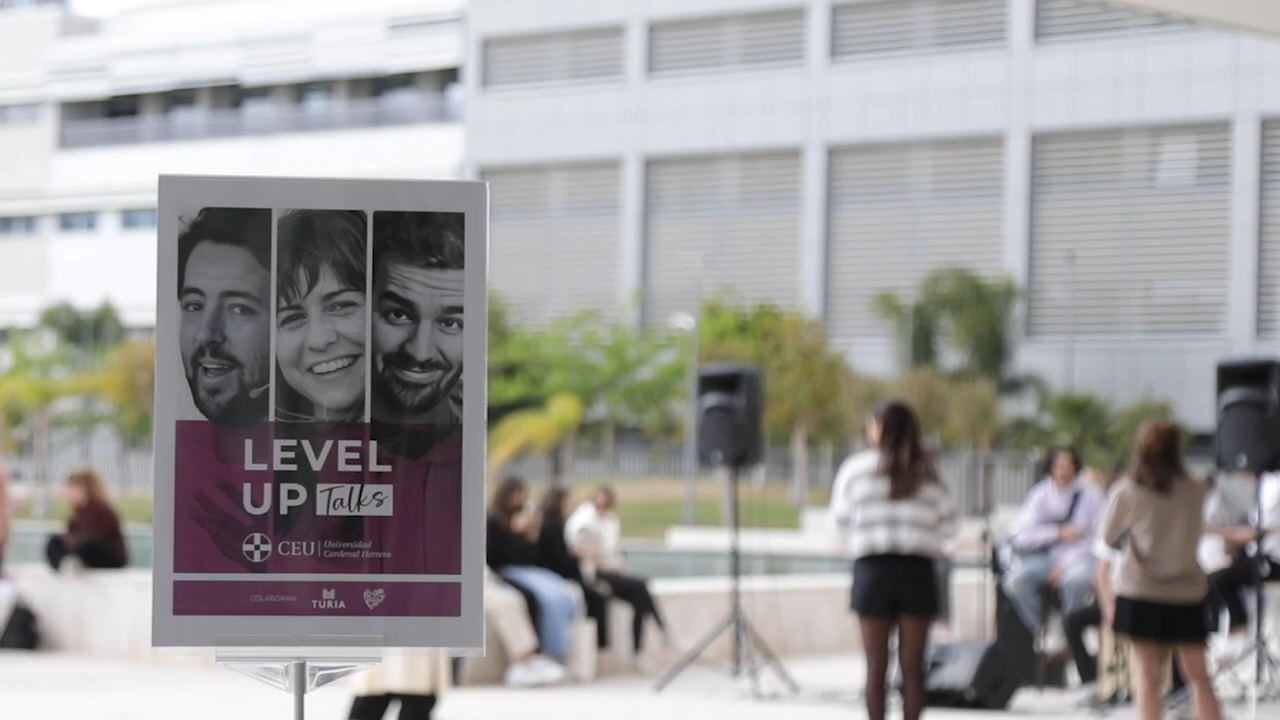 LEVEL
UP Talks
CEU Universidad
Cardenal Herrera
COLABORAN:
TURIA